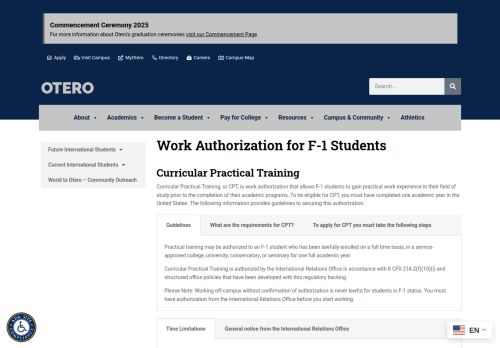 Commencement Ceremony 2025
For more information about Otero's graduation ceremonies visit our Commencement Page
Apply Visit Campus MyOtero Directory Careers Campus Map
OTERO
Search...
About Academics Become a Student Pay for College Resources Campus & Community Athletics
Future International Students
Current International Students
World to Otero – Community Outreach
Work Authorization for F-1 Students
Curricular Practical Training
Curricular Practical Training, or CPT, is work authorization that allows F-1 students to gain practical work experience in their field of
study prior to the completion of their academic programs. To be eligible for CPT, you must have completed one academic year in the
United States. The following information provides guidelines to securing this authorization.
Guidelines What are the requirements for CPT? To apply for CPT you must take the following steps
Practical training may be authorized to an F-1 student who has been lawfully enrolled on a full time basis, in a service-
approved college, university, conservatory, or seminary for one full academic year.
Curricular Practical Training is authorized by the International Relations Office in accordance with 8 CFR 214.2(f)(10)(i) and
structured office policies that have been developed with this regulatory backing.
Please Note: Working off-campus without confirmation of authorization is never lawful for students in F-1 status. You must
have authorization from the International Relations Office before you start working.
Time Limitations General notice from the International Relations Office
EN